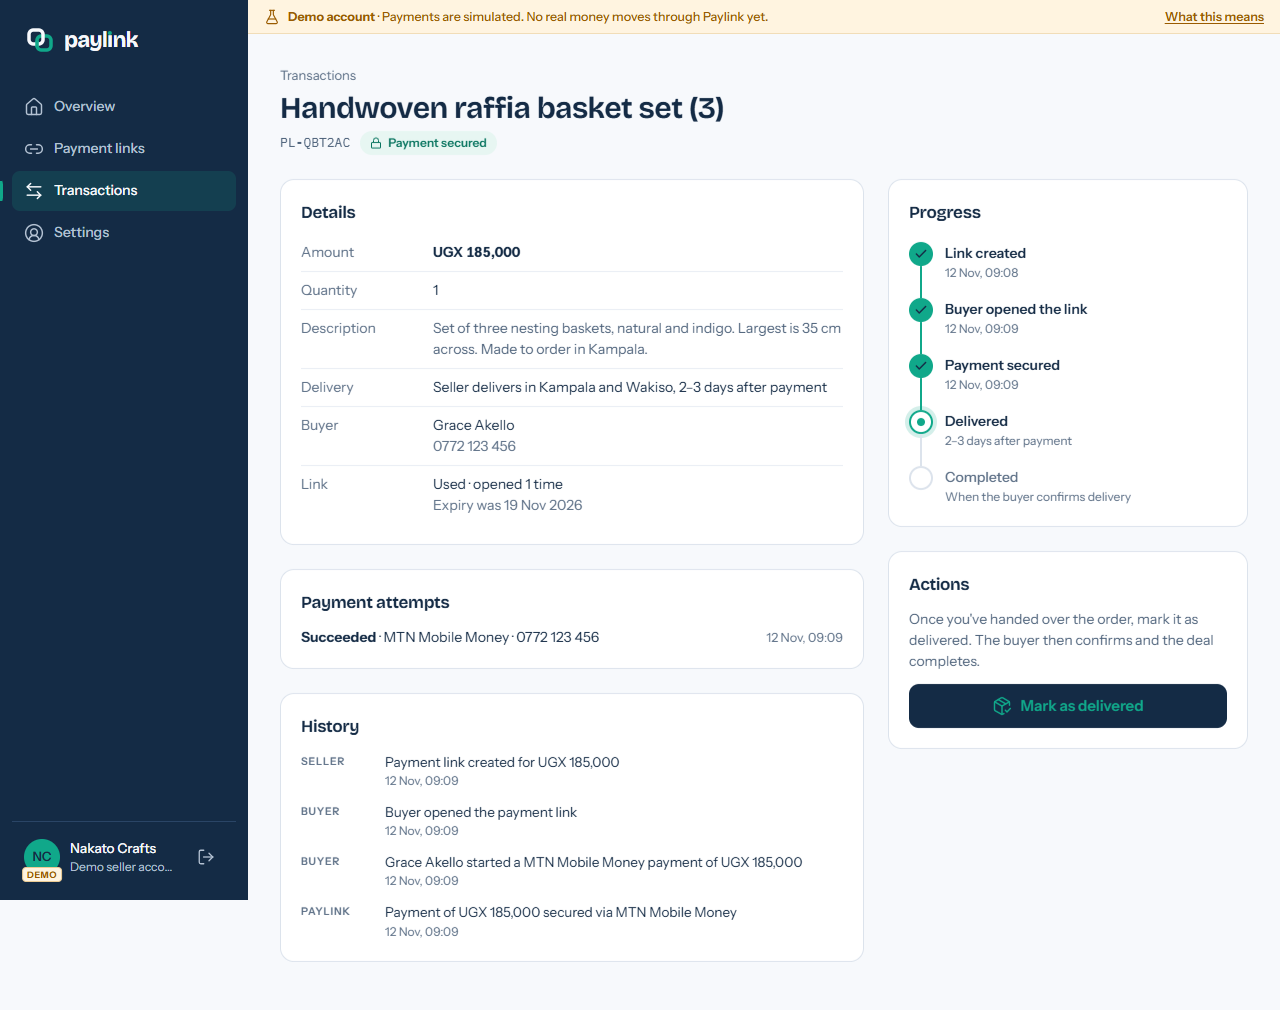 paylink
Overview
Payment links
Transactions
Settings
NC
DEMO
Nakato Crafts
Demo seller acco...
Demo account · Payments are simulated. No real money moves through Paylink yet.
What this means
Transactions
Handwoven raffia basket set (3)
PL-QBT2AC
Payment secured
Details
Amount
UGX 185,000
Quantity
1
Description
Set of three nesting baskets, natural and indigo. Largest is 35 cm
across. Made to order in Kampala.
Delivery
Seller delivers in Kampala and Wakiso, 2–3 days after payment
Buyer
Grace Akello
0772 123 456
Link
Used · opened 1 time
Expiry was 19 Nov 2026
Payment attempts
Succeeded · MTN Mobile Money · 0772 123 456
12 Nov, 09:09
History
SELLER
Payment link created for UGX 185,000
12 Nov, 09:09
BUYER
Buyer opened the payment link
12 Nov, 09:09
BUYER
Grace Akello started a MTN Mobile Money payment of UGX 185,000
12 Nov, 09:09
PAYLINK
Payment of UGX 185,000 secured via MTN Mobile Money
12 Nov, 09:09
Progress
Link created
12 Nov, 09:08
Buyer opened the link
12 Nov, 09:09
Payment secured
12 Nov, 09:09
Delivered
2–3 days after payment
Completed
When the buyer confirms delivery
Actions
Once you've handed over the order, mark it as
delivered. The buyer then confirms and the deal
completes.
Mark as delivered